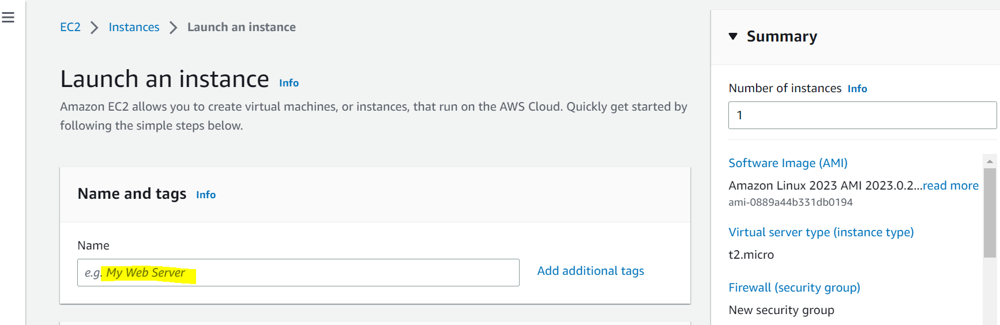 EC2 > Instances > Launch an instance
Launch an instance Info
Amazon EC2 allows you to create virtual machines, or instances, that run on the AWS Cloud. Quickly get started by
following the simple steps below.
Name and tags Info
Name
e.g. My Web Server
Add additional tags
Summary
Number of instances Info
1
Software Image (AMI)
Amazon Linux 2023 AMI 2023.0.2...read more
ami-0889a44b331db0194
Virtual server type (instance type)
t2.micro
Firewall (security group)
New security group